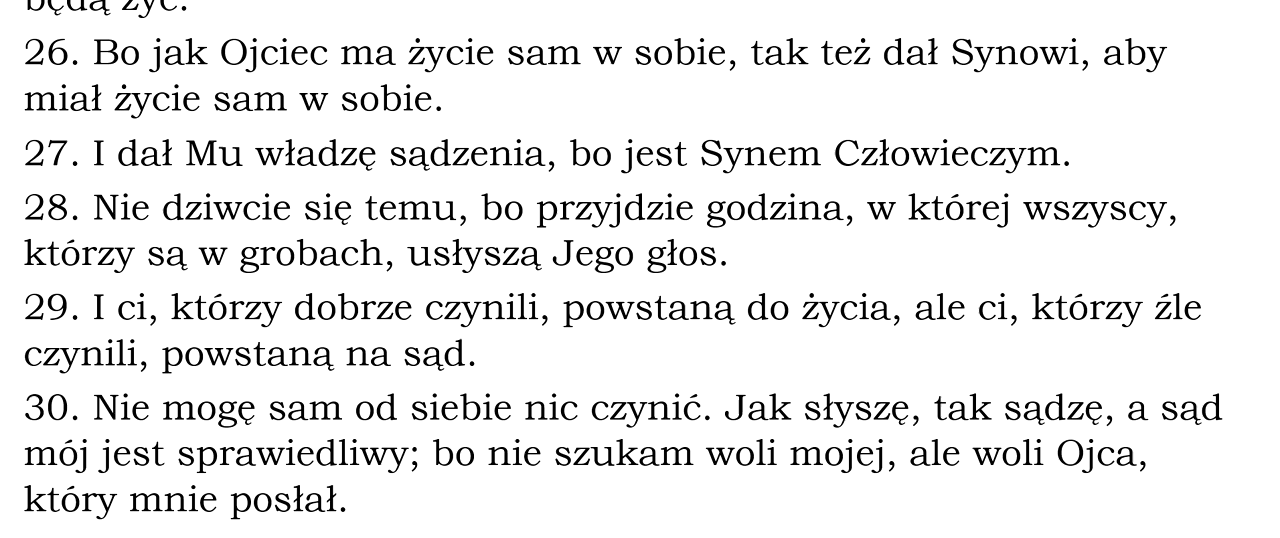 będą żyć.
26. Bo jak Ojciec ma życie sam w sobie, tak też dał Synowi, aby
miał życie sam w sobie.
27. I dał Mu władzę sądzenia, bo jest Synem Człowieczym.
28. Nie dziwcie się temu, bo przyjdzie godzina, w której wszyscy,
którzy są w grobach, usłyszą Jego głos.
29. I ci, którzy dobrze czynili, powstaną do życia, ale ci, którzy źle
czynili, powstaną na sąd.
30. Nie mogę sam od siebie nic czynić. Jak słyszę, tak sądzę, a sąd
mój jest sprawiedliwy; bo nie szukam woli mojej, ale woli Ojca,
który mnie posłał.